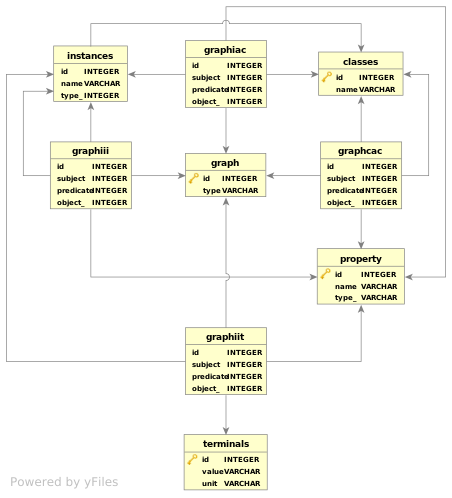 instances
id INTEGER
name VARCHAR
type_ INTEGER
graphiac
id INTEGER
subject INTEGER
predicate INTEGER
object_ INTEGER
classes
id INTEGER
name VARCHAR
graphiii
id INTEGER
subject INTEGER
predicate INTEGER
object_ INTEGER
graph
id INTEGER
type VARCHAR
graphcac
id INTEGER
subject INTEGER
predicate INTEGER
object_ INTEGER
property
id INTEGER
name VARCHAR
type_ VARCHAR
graphiit
id INTEGER
subject INTEGER
predicate INTEGER
object_ INTEGER
terminals
id INTEGER
value VARCHAR
unit VARCHAR
Powered by yFiles